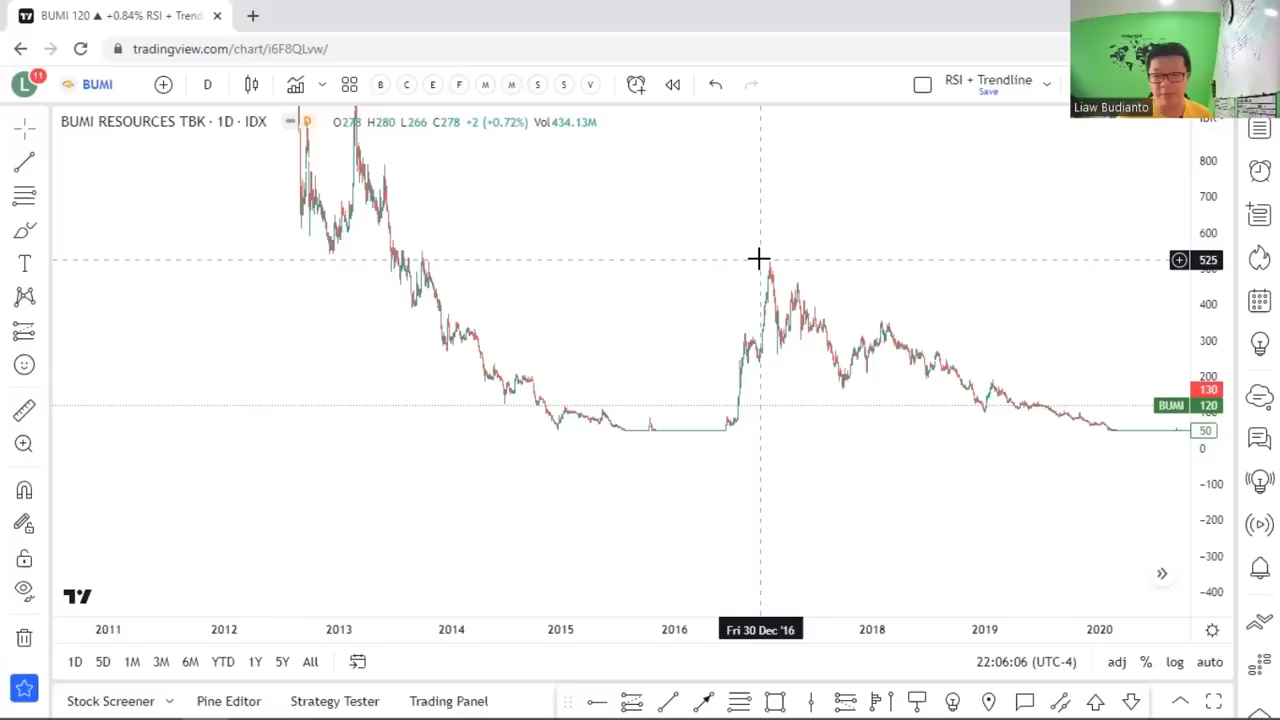 BUMI 120 ▲ +0.84% RSI + Trend
tradingview.com/chart/i6F8QLvw/
L 11 BUMI D B C E F M M S S V RSI + Trendline
Save
Liaw Budianto
BUMI RESOURCES TBK · 1D · IDX O278 H280 L266 C278 +2 (+0.72%) Vol434.13M
D
800
700
600
525
400
300
200
130
BUMI 120
50
0
−100
−200
−300
−400
2011 2012 2013 2014 2015 2016 Fri 30 Dec '16 2018 2019 2020
1D 5D 1M 3M 6M YTD 1Y 5Y All 22:06:06 (UTC-4) adj % log auto
Stock Screener Pine Editor Strategy Tester Trading Panel